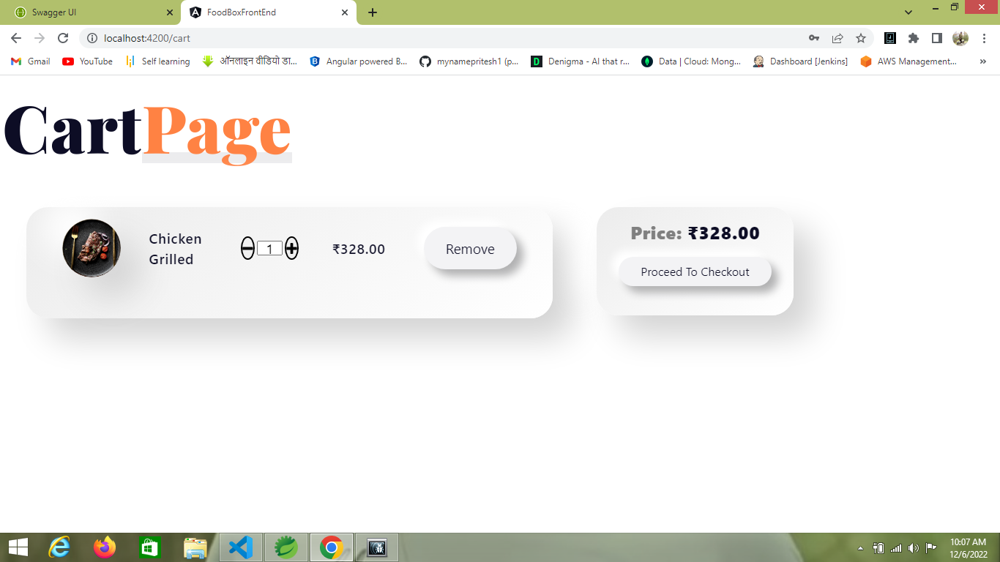 Swagger UI
FoodBoxFrontEnd
localhost:4200/cart
Gmail
YouTube
Self learning
ऑनलाइन वीडियो डा...
Angular powered B...
mynamepritesh1 (p...
Denigma - AI that r...
Data | Cloud: Mong...
Dashboard [Jenkins]
AWS Management...
CartPage
Chicken
Grilled
1
₹328.00
Remove
Price: ₹328.00
Proceed To Checkout
10:07 AM
12/6/2022